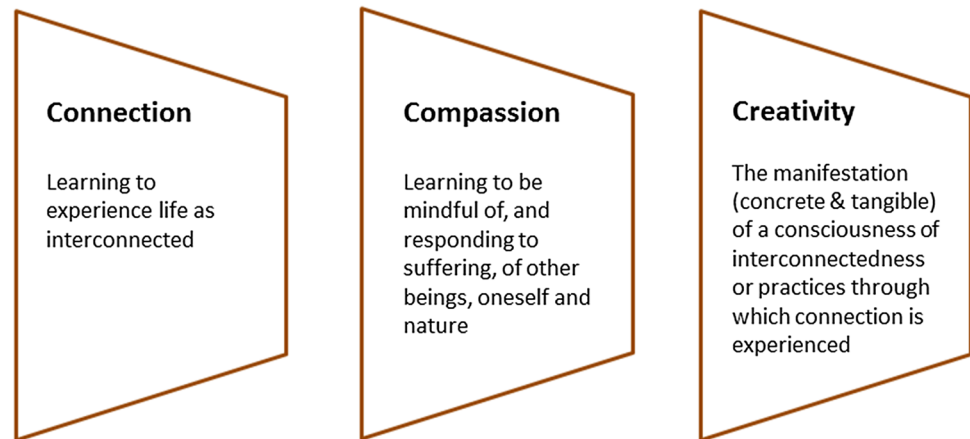 Connection
Learning to
experience life as
interconnected
Compassion
Learning to be
mindful of, and
responding to
suffering, of other
beings, oneself and
nature
Creativity
The manifestation
(concrete & tangible)
of a consciousness of
interconnectedness
or practices through
which connection is
experienced